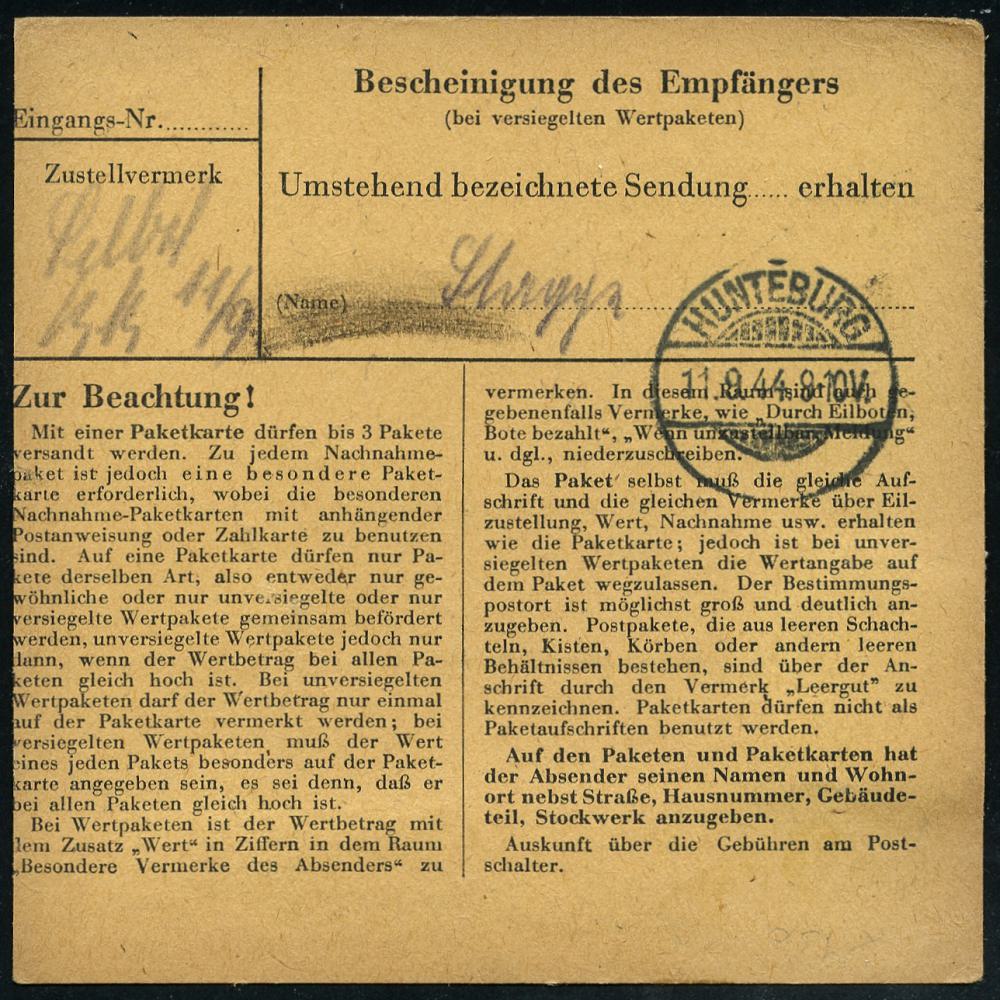 Eingangs-Nr. ............
Zustellvermerk
Selbst
11/9
Bescheinigung des Empfängers
(bei versiegelten Wertpaketen)
Umstehend bezeichnete Sendung...... erhalten
(Name)
HUNTEBURG
11.9.44.8-10V.
Zur Beachtung!
Mit einer Paketkarte dürfen bis 3 Pakete
versandt werden. Zu jedem Nachnahme-
paket ist jedoch eine besondere Paket-
karte erforderlich, wobei die besonderen
Nachnahme-Paketkarten mit anhängender
Postanweisung oder Zahlkarte zu benutzen
sind. Auf eine Paketkarte dürfen nur Pa-
kete derselben Art, also entweder nur ge-
wöhnliche oder nur unversiegelte oder nur
versiegelte Wertpakete gemeinsam befördert
werden, unversiegelte Wertpakete jedoch nur
dann, wenn der Wertbetrag bei allen Pa-
keten gleich hoch ist. Bei unversiegelten
Wertpaketen darf der Wertbetrag nur einmal
auf der Paketkarte vermerkt werden; bei
versiegelten Wertpaketen muß der Wert
eines jeden Pakets besonders auf der Paket-
karte angegeben sein, es sei denn, daß er
bei allen Paketen gleich hoch ist.
Bei Wertpaketen ist der Wertbetrag mit
dem Zusatz „Wert“ in Ziffern in dem Raum
„Besondere Vermerke des Absenders“ zu
vermerken. In diesem Raum sind auch ge-
gebenenfalls Vermerke, wie „Durch Eilboten,
Bote bezahlt“, „Wenn unzustellbar, Meldung“
u. dgl., niederzuschreiben.
Das Paket selbst muß die gleiche Auf-
schrift und die gleichen Vermerke über Eil-
zustellung, Wert, Nachnahme usw. erhalten
wie die Paketkarte; jedoch ist bei unver-
siegelten Wertpaketen die Wertangabe auf
dem Paket wegzulassen. Der Bestimmungs-
postort ist möglichst groß und deutlich an-
zugeben. Postpakete, die aus leeren Schach-
teln, Kisten, Körben oder andern leeren
Behältnissen bestehen, sind über der An-
schrift durch den Vermerk „Leergut” zu
kennzeichnen. Paketkarten dürfen nicht als
Paketaufschriften benutzt werden.
Auf den Paketen und Paketkarten hat
der Absender seinen Namen und Wohn-
ort nebst Straße, Hausnummer, Gebäude-
teil, Stockwerk anzugeben.
Auskunft über die Gebühren am Post-
schalter.